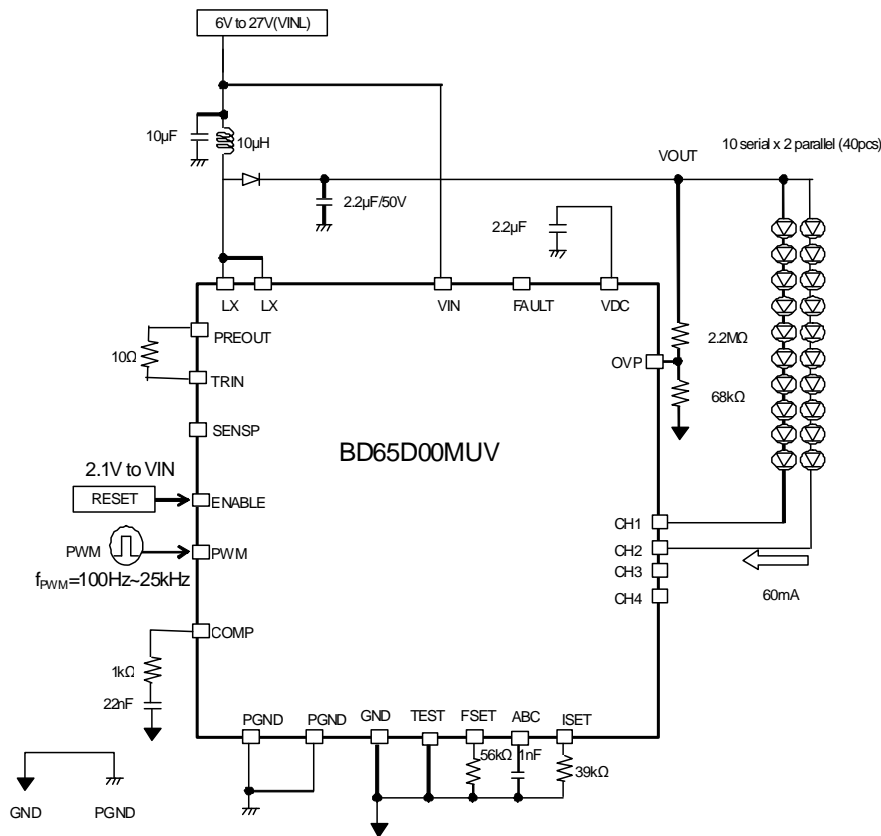 6V to 27V(VINL)
10µF
10µH
VOUT
10 serial x 2 parallel (40pcs)
2.2µF/50V
2.2µF
LX
LX
VIN
FAULT
VDC
PREOUT
10Ω
TRIN
2.2MΩ
OVP
68kΩ
SENSP
BD65D00MUV
2.1V to VIN
RESET
ENABLE
PWM
PWM
fPWM=100Hz~25kHz
CH1
CH2
CH3
CH4
60mA
COMP
1kΩ
22nF
PGND
PGND
GND
TEST
FSET
ABC
ISET
56kΩ
1nF
39kΩ
GND
PGND